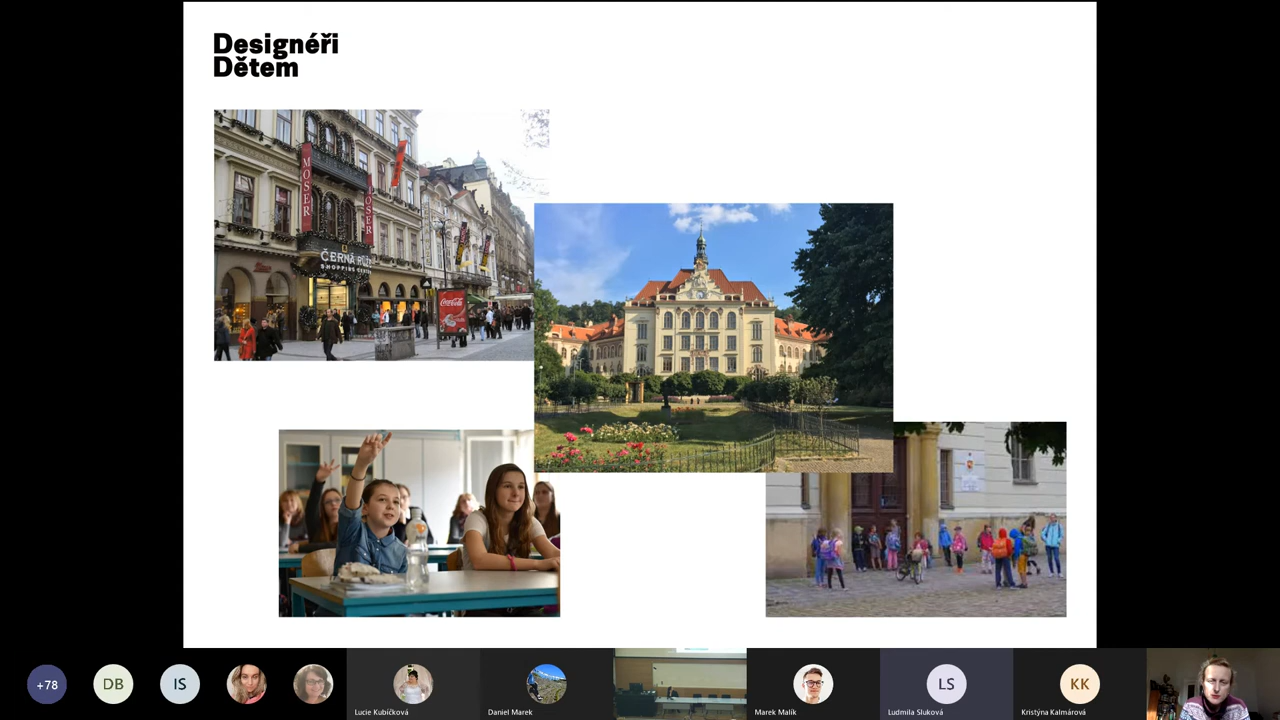 Designéři
Dětem
MOSER
MOSER
ČERNÁ RŮŽE
SHOPPING
Coca-Cola
+78
DB
IS
LS
KK
Lucie Kubíčková
Daniel Marek
Marek Malík
Ludmila Sluková
Kristýna Kalmárová